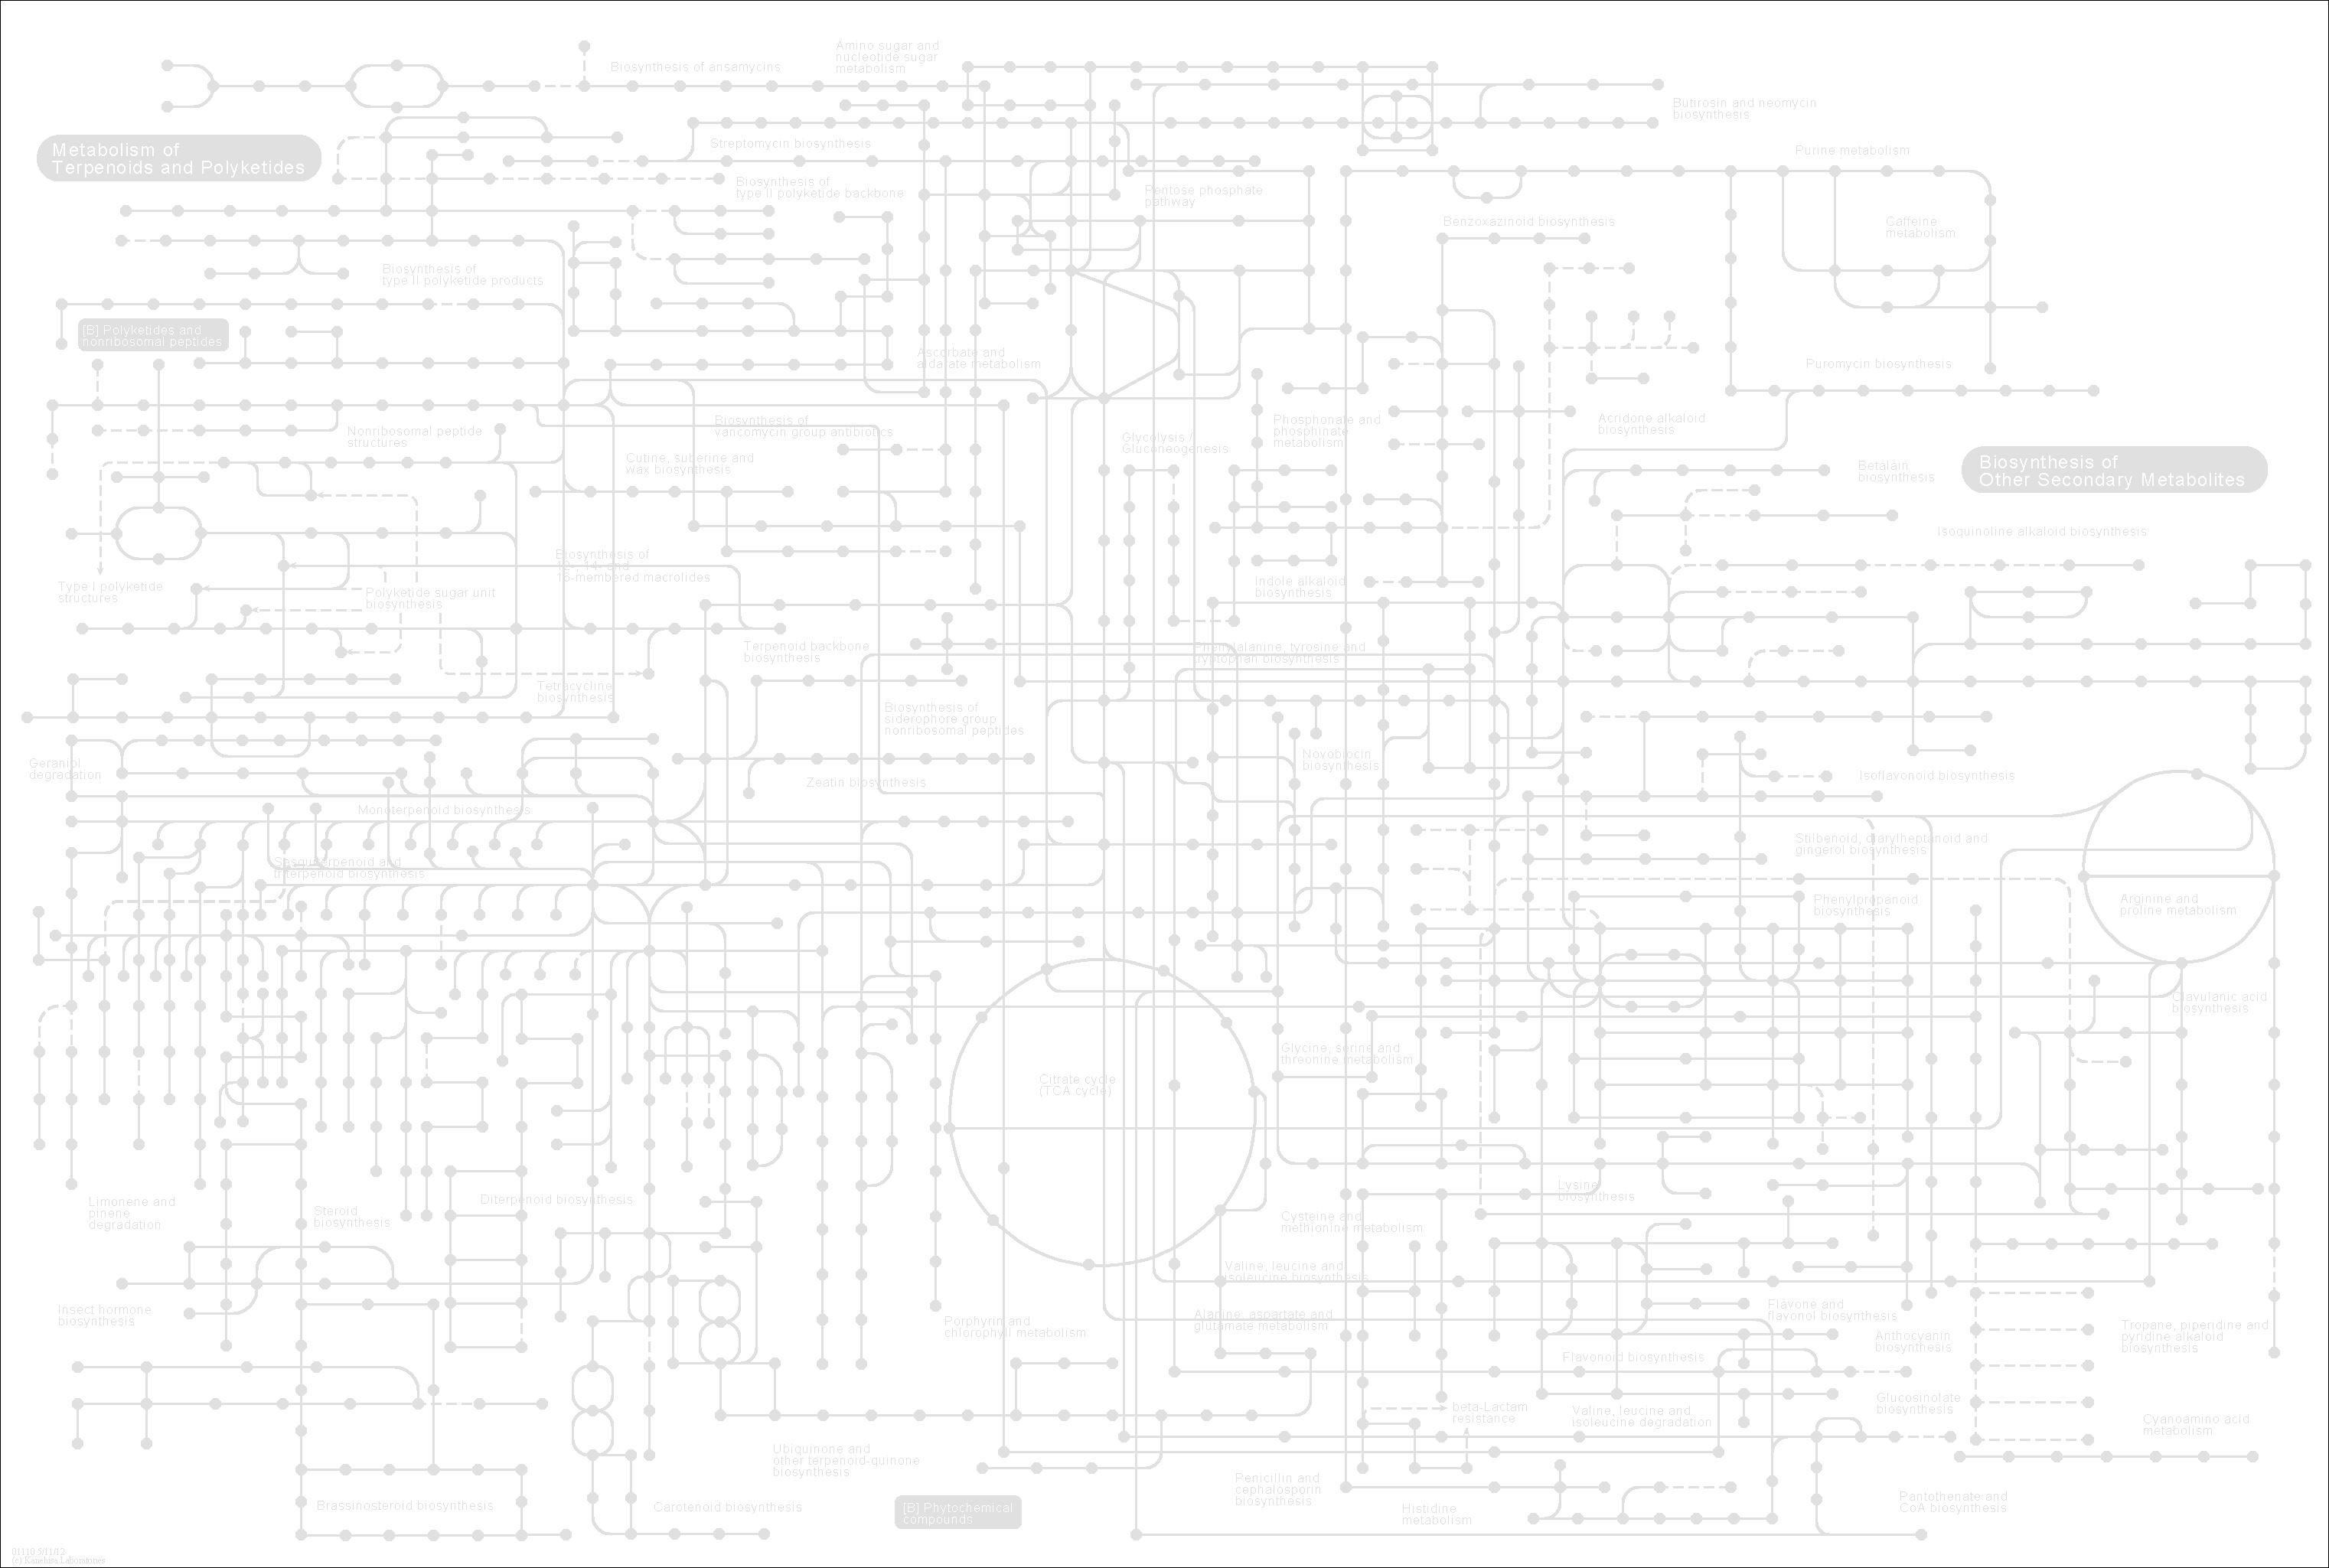 Amino sugar and
nucleotide sugar
metabolism
Biosynthesis of ansamycins
Butirosin and neomycin
biosynthesis
Metabolism of
Terpenoids and Polyketides
Streptomycin biosynthesis
Purine metabolism
Biosynthesis of
type II polyketide backbone
Pentose phosphate
pathway
Benzoxazinoid biosynthesis
Caffeine
metabolism
Biosynthesis of
type II polyketide products
[B] Polyketides and
nonribosomal peptides
Ascorbate and
aldarate metabolism
Puromycin biosynthesis
Nonribosomal peptide
structures
Biosynthesis of
vancomycin group antibiotics
Glycolysis /
Gluconeogenesis
Phosphonate and
phosphinate
metabolism
Acridone alkaloid
biosynthesis
Cutine, suberine and
wax biosynthesis
Betalain
biosynthesis
Biosynthesis of
Other Secondary Metabolites
Isoquinoline alkaloid biosynthesis
Biosynthesis of
12-, 14- and
16-membered macrolides
Type I polyketide
structures
Polyketide sugar unit
biosynthesis
Indole alkaloid
biosynthesis
Terpenoid backbone
biosynthesis
Phenylalanine, tyrosine and
tryptophan biosynthesis
Tetracycline
biosynthesis
Biosynthesis of
siderophore group
nonribosomal peptides
Geraniol
degradation
Novobiocin
biosynthesis
Zeatin biosynthesis
Isoflavonoid biosynthesis
Monoterpenoid biosynthesis
Stilbenoid, diarylheptanoid and
gingerol biosynthesis
Sesquiterpenoid and
triterpenoid biosynthesis
Phenylpropanoid
biosynthesis
Arginine and
proline metabolism
Clavulanic acid
biosynthesis
Glycine, serine and
threonine metabolism
Citrate cycle
(TCA cycle)
Limonene and
pinene
degradation
Steroid
biosynthesis
Diterpenoid biosynthesis
Lysine
biosynthesis
Cysteine and
methionine metabolism
Valine, leucine and
isoleucine biosynthesis
Insect hormone
biosynthesis
Porphyrin and
chlorophyll metabolism
Alanine, aspartate and
glutamate metabolism
Flavone and
flavonol biosynthesis
Anthocyanin
biosynthesis
Tropane, piperidine and
pyridine alkaloid
biosynthesis
Flavonoid biosynthesis
Glucosinolate
biosynthesis
beta-Lactam
resistance
Valine, leucine and
isoleucine degradation
Cyanoamino acid
metabolism
Ubiquinone and
other terpenoid-quinone
biosynthesis
Penicillin and
cephalosporin
biosynthesis
Brassinosteroid biosynthesis
Carotenoid biosynthesis
[B] Phytochemical
compounds
Histidine
metabolism
Pantothenate and
CoA biosynthesis
01110 5/11/12
(c) Kanehisa Laboratories